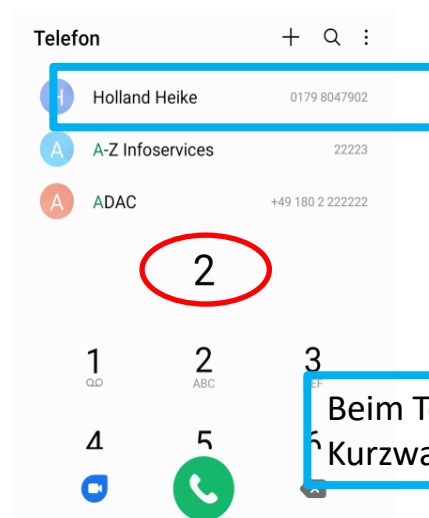 Telefon
H Holland Heike 0179 8047902
A A-Z Infoservices 22223
A ADAC +49 180 2 222222
2
1 2 3
ABC
4 5
Beim